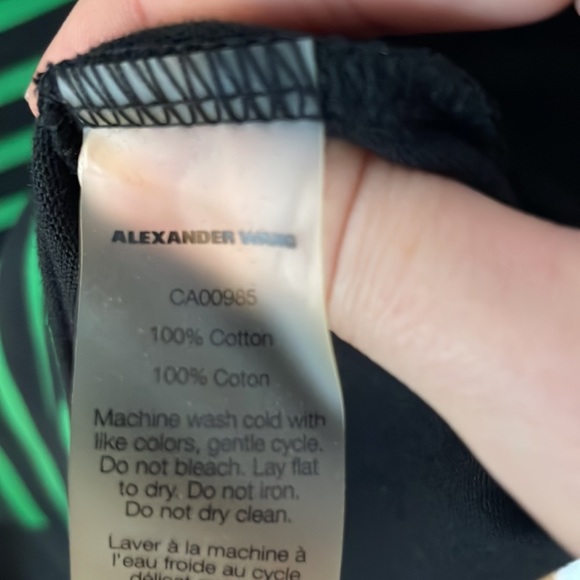 ALEXANDER WANG
CA00985
100% Cotton
100% Coton
Machine wash cold with
like colors, gentle cycle.
Do not bleach. Lay flat
to dry. Do not iron.
Do not dry clean.
Laver à la machine à
l'eau froide au cycle
délicat